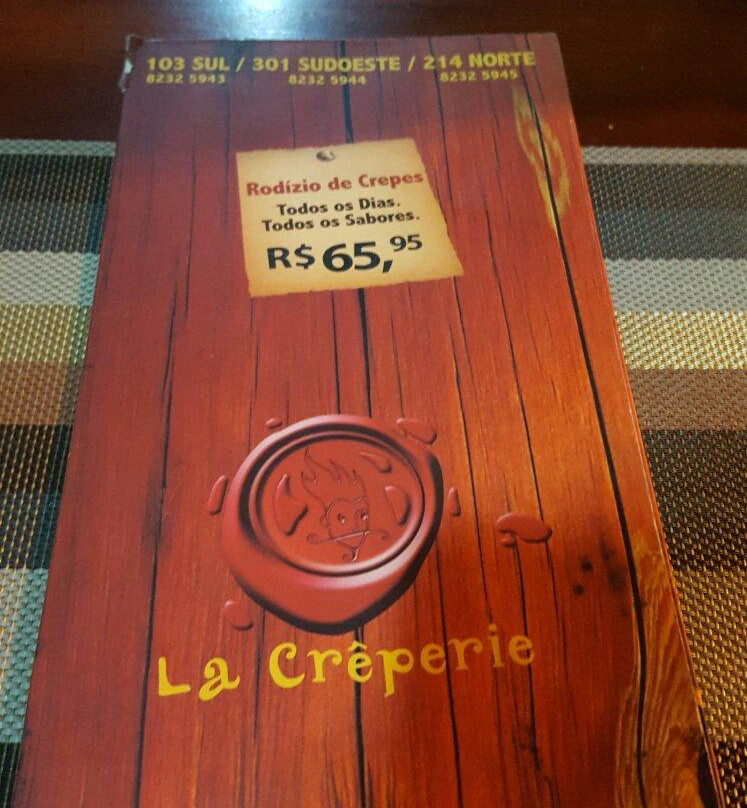 103 SUL / 301 SUDOESTE / 214 NORTE
8232 5943 8232 5944 8232 5945
Rodízio de Crepes
Todos os Dias.
Todos os Sabores.
R$ 65,95
La Crêperie